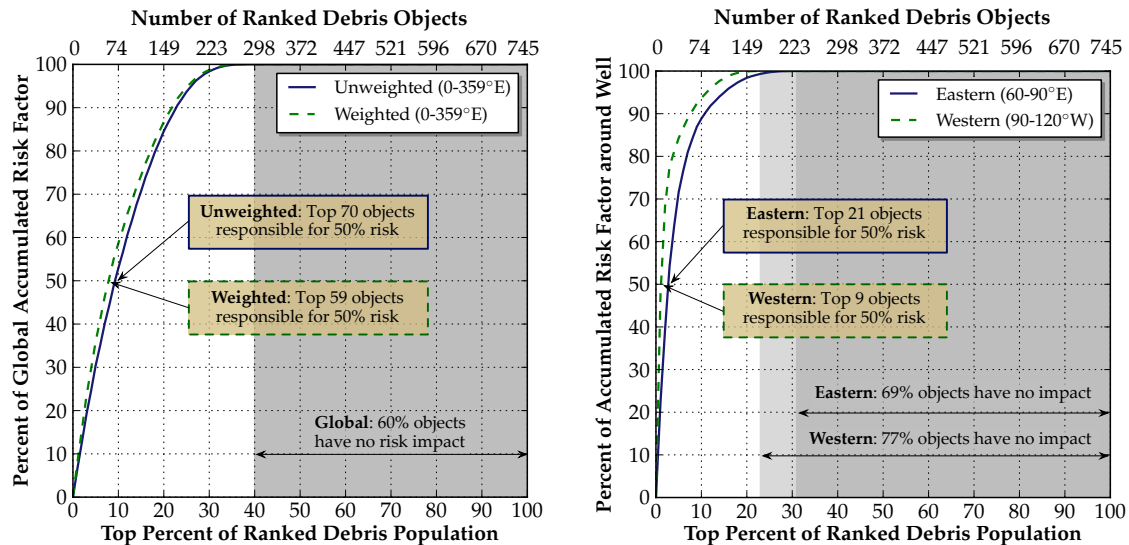 Number of Ranked Debris Objects
0 74 149 223 298 372 447 521 596 670 745
Percent of Global Accumulated Risk Factor
100
90
80
70
60
50
40
30
20
10
0
Unweighted (0-359°E)
Weighted (0-359°E)
Unweighted: Top 70 objects
responsible for 50% risk
Weighted: Top 59 objects
responsible for 50% risk
Global: 60% objects
have no risk impact
0 10 20 30 40 50 60 70 80 90 100
Top Percent of Ranked Debris Population
Number of Ranked Debris Objects
0 74 149 223 298 372 447 521 596 670 745
Percent of Accumulated Risk Factor around Well
100
90
80
70
60
50
40
30
20
10
0
Eastern (60-90°E)
Western (90-120°W)
Eastern: Top 21 objects
responsible for 50% risk
Western: Top 9 objects
responsible for 50% risk
Eastern: 69% objects have no impact
Western: 77% objects have no impact
0 10 20 30 40 50 60 70 80 90 100
Top Percent of Ranked Debris Population